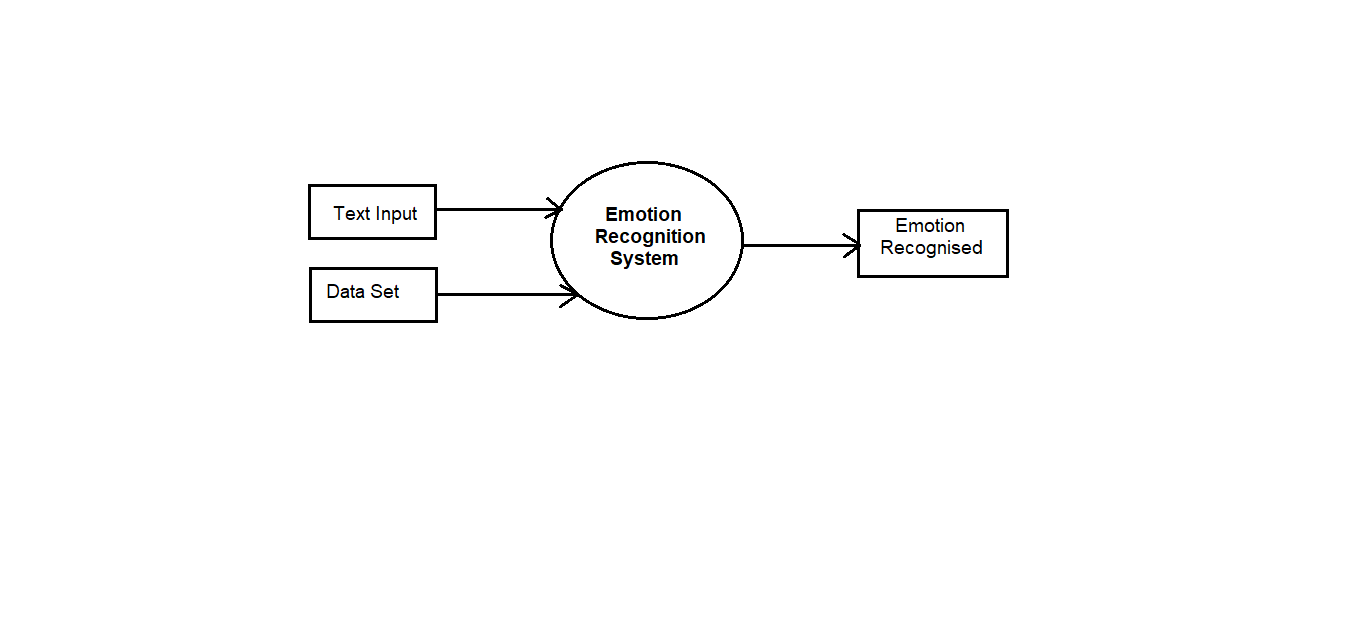 Text Input
Data Set
Emotion
Recognition
System
Emotion
Recognised